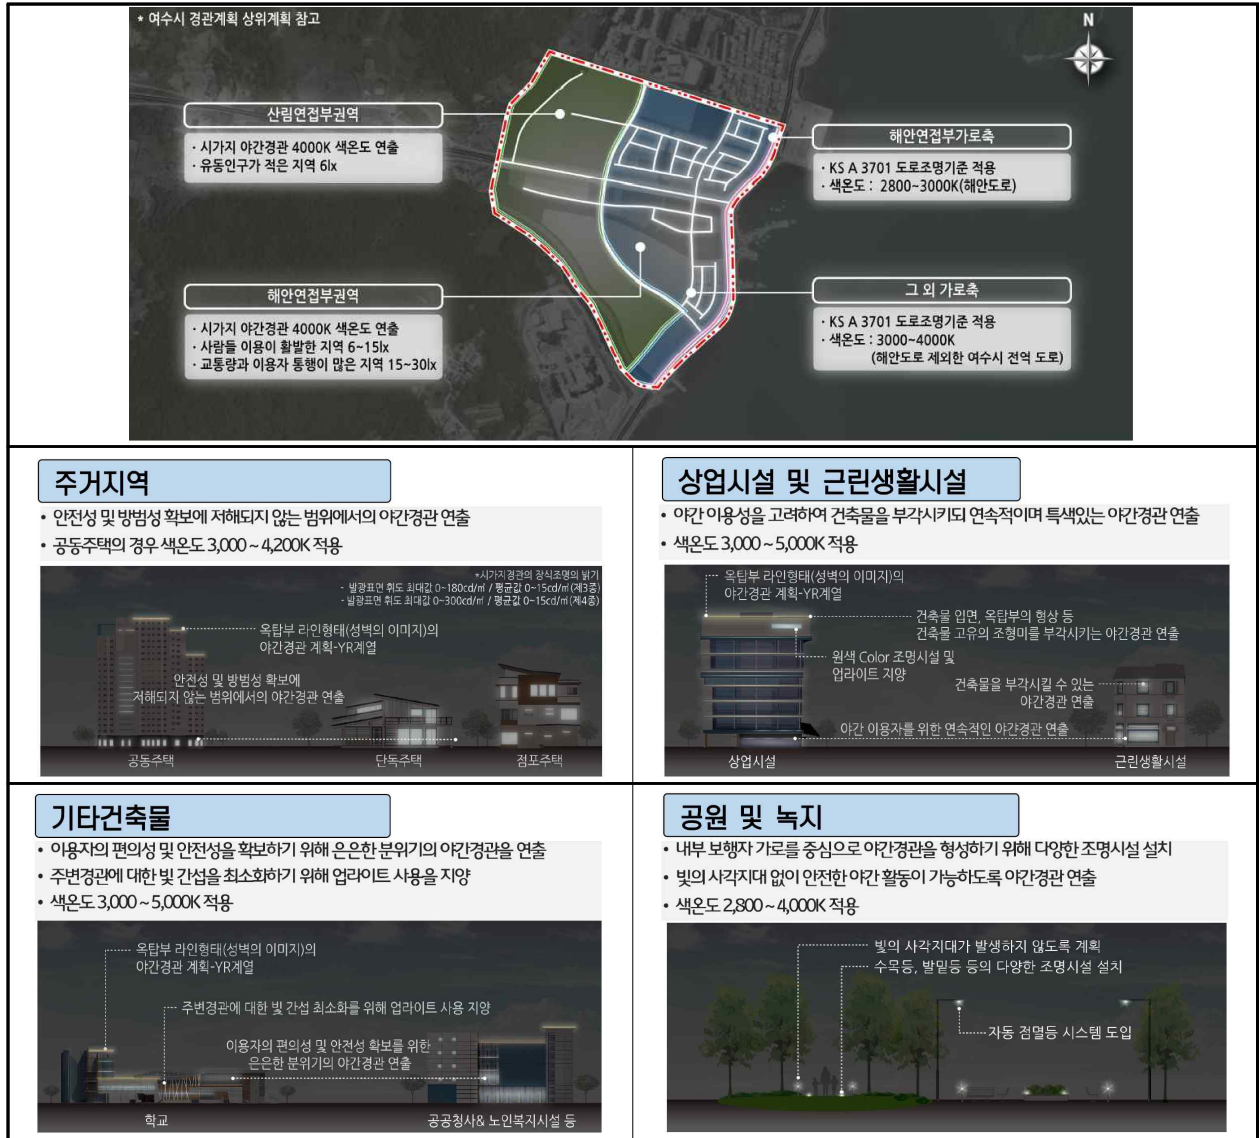 * 여수시 경관계획 상위계획 참고
N
산림연접부권역
· 시가지 야간경관 4000K 색온도 연출
· 유동인구가 적은 지역 6lx
해안연접부가로축
· KS A 3701 도로조명기준 적용
· 색온도 : 2800~3000K(해안도로)
해안연접부권역
· 시가지 야간경관 4000K 색온도 연출
· 사람들 이용이 활발한 지역 6~15lx
· 교통량과 이용자 통행이 많은 지역 15~30lx
그 외 가로축
· KS A 3701 도로조명기준 적용
· 색온도 : 3000~4000K
(해안도로 제외한 여수시 전역 도로)
주거지역
• 안전성 및 방범성 확보에 저해되지 않는 범위에서의 야간경관 연출
• 공동주택의 경우 색온도 3,000 ~ 4,200K 적용
*시가지경관의 장식조명의 밝기
- 발광표면 휘도 최대값 0~180cd/㎡ / 평균값 0~15cd/㎡(제3종)
- 발광표면 휘도 최대값 0~300cd/㎡ / 평균값 0~15cd/㎡(제4종)
옥탑부 라인형태(성벽의 이미지)의
야간경관 계획-YR계열
안전성 및 방범성 확보에
저해되지 않는 범위에서의 야간경관 연출
공동주택
단독주택
점포주택
상업시설 및 근린생활시설
• 야간 이용성을 고려하여 건축물을 부각시키되 연속적이며 특색있는 야간경관 연출
• 색온도 3,000 ~ 5,000K 적용
옥탑부 라인형태(성벽의 이미지)의
야간경관 계획-YR계열
건축물 입면, 옥탑부의 형상 등
건축물 고유의 조형미를 부각시키는 야간경관 연출
원색 Color 조명시설 및
업라이트 지양
건축물을 부각시킬 수 있는
야간경관 연출
야간 이용자를 위한 연속적인 야간경관 연출
상업시설
근린생활시설
기타건축물
• 이용자의 편의성 및 안전성을 확보하기 위해 은은한 분위기의 야간경관을 연출
• 주변경관에 대한 빛 간섭을 최소화하기 위해 업라이트 사용을 지양
• 색온도 3,000 ~ 5,000K 적용
옥탑부 라인형태(성벽의 이미지)의
야간경관 계획-YR계열
주변경관에 대한 빛 간섭 최소화를 위해 업라이트 사용 지양
이용자의 편의성 및 안전성 확보를 위한
은은한 분위기의 야간경관 연출
학교
공공청사& 노인복지시설 등
공원 및 녹지
• 내부 보행자 가로를 중심으로 야간경관을 형성하기 위해 다양한 조명시설 설치
• 빛의 사각지대 없이 안전한 야간 활동이 가능하도록 야간경관 연출
• 색온도 2,800 ~ 4,000K 적용
빛의 사각지대가 발생하지 않도록 계획
수목등, 발밑등 등의 다양한 조명시설 설치
자동 점멸등 시스템 도입